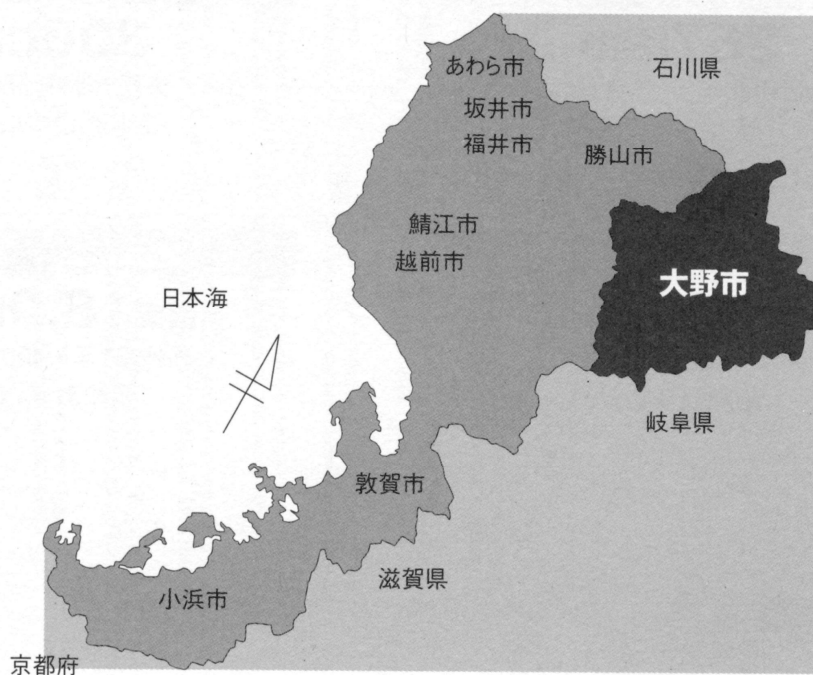 あわら市
石川県
坂井市
福井市
勝山市
鯖江市
越前市
大野市
日本海
岐阜県
敦賀市
滋賀県
小浜市
京都府